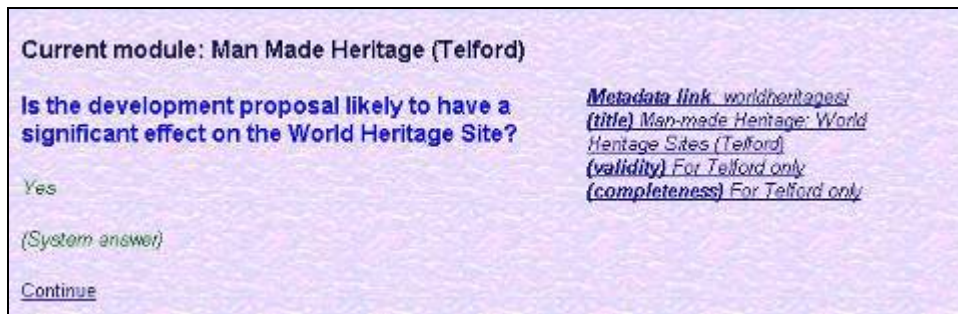 Current module: Man Made Heritage (Telford)
Is the development proposal likely to have a
significant effect on the World Heritage Site?
Yes
(System answer)
Continue
Metadata link: worldheritagesi
(title) Man-made Heritage: World
Heritage Sites (Telford)
(validity) For Telford only
(completeness) For Telford only